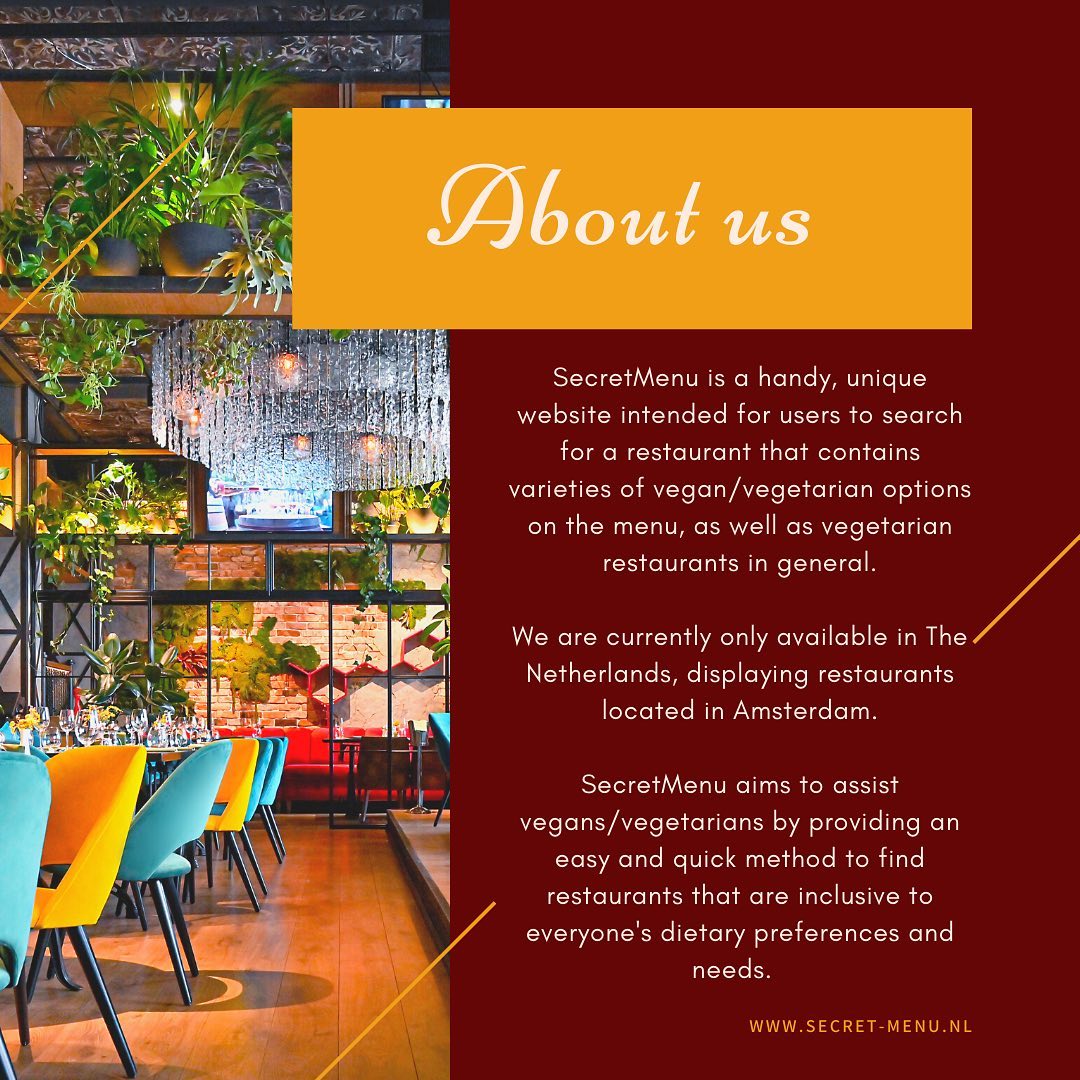 About us
SecretMenu is a handy, unique
website intended for users to search
for a restaurant that contains
varieties of vegan/vegetarian options
on the menu, as well as vegetarian
restaurants in general.
We are currently only available in The
Netherlands, displaying restaurants
located in Amsterdam.
SecretMenu aims to assist
vegans/vegetarians by providing an
easy and quick method to find
restaurants that are inclusive to
everyone's dietary preferences and
needs.
WWW.SECRET-MENU.NL